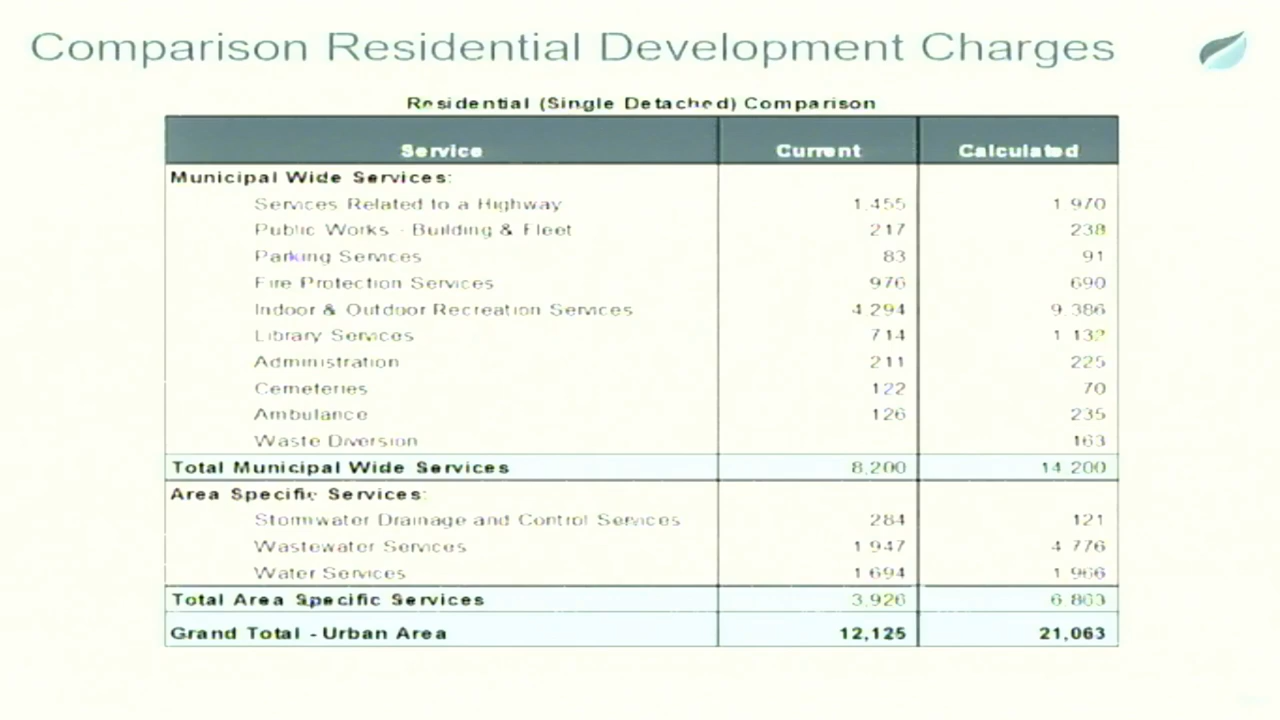 Comparison Residential Development Charges
Residential (Single Detached) Comparison
Service Current Calculated
Municipal Wide Services:
Services Related to a Highway 1,455 1 970
Public Works - Building & Fleet 217 238
Parking Services 83 91
Fire Protection Services 976 690
Indoor & Outdoor Recreation Services 4 294 9,386
Library Services 714 1 132
Administration 211 225
Cemeteries 122 70
Ambulance 126 235
Waste Diversion 163
Total Municipal Wide Services 8,200 14 200
Area Specific Services:
Stormwater Drainage and Control Services 284 121
Wastewater Services 1 947 4 776
Water Services 1 694 1 966
Total Area Specific Services 3,926 6,863
Grand Total - Urban Area 12,125 21,063